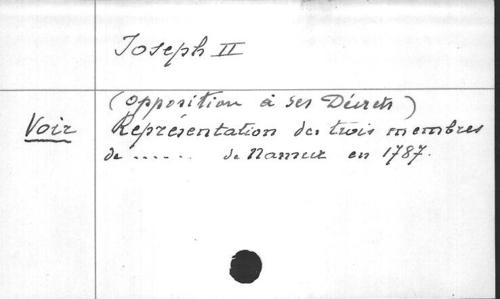 Joseph II
(opposition à ses Décrets)
Voir Représentation des trois membres
de ...... de Namur en 1787.